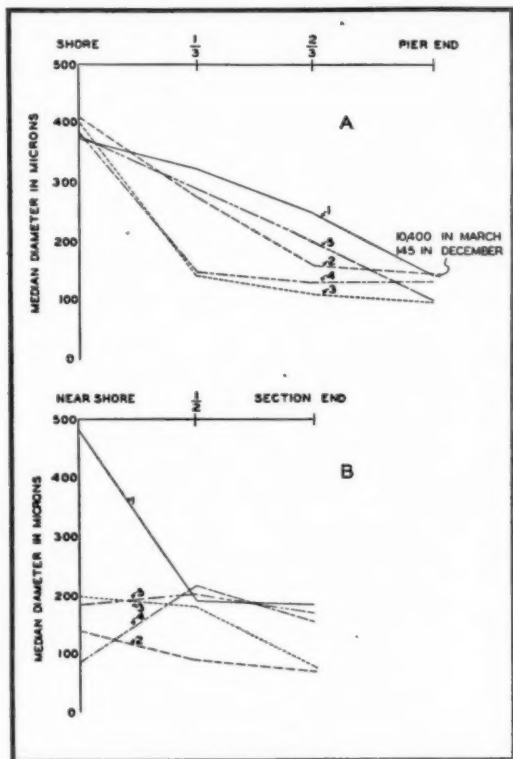 SHORE 1/3 2/3 PIER END
500
A
400
300
1
10,400 IN MARCH
145 IN DECEMBER
5
200
2
4
100
3
0
MEDIAN DIAMETER IN MICRONS
NEAR SHORE 1/2 SECTION END
500
B
400
300
200
5
3
4
2
100
0
MEDIAN DIAMETER IN MICRONS